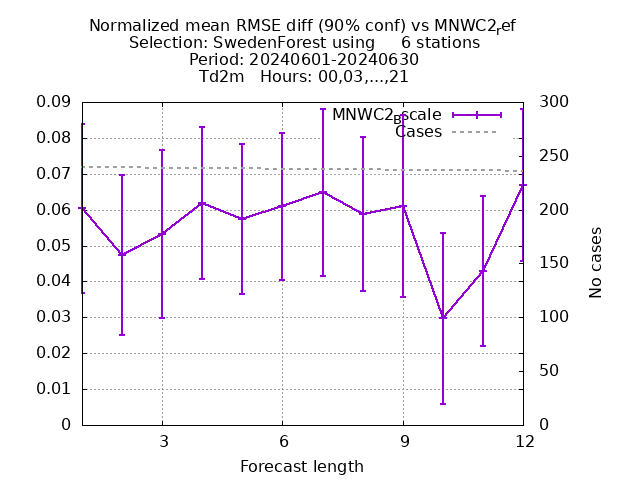 Normalized mean RMSE diff (90% conf) vs MNWC2_ref
Selection: SwedenForest using 6 stations
Period: 20240601-20240630
Td2m Hours: 00,03,...,21
MNWC2_Bscale
Cases
0.09
0.08
0.07
0.06
0.05
0.04
0.03
0.02
0.01
0
300
250
200
150
100
50
0
No cases
3 6 9 12
Forecast length